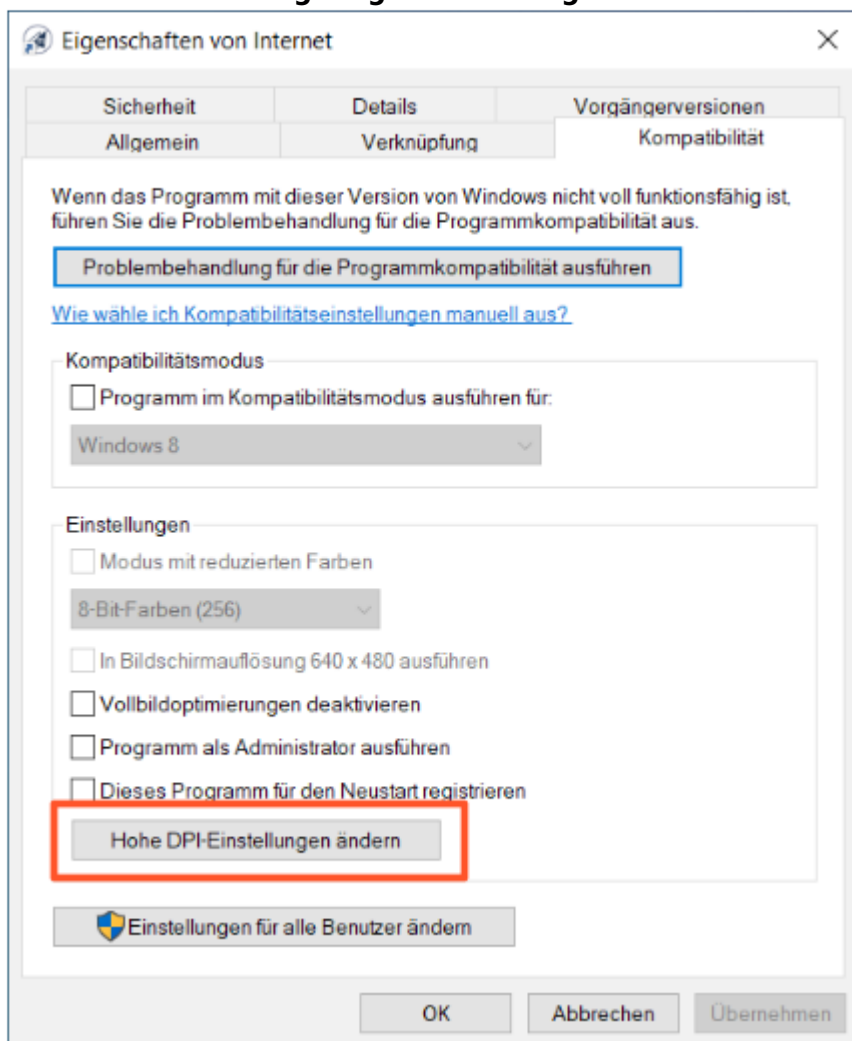 Eigenschaften von Internet
Sicherheit Details Vorgängerversionen
Allgemein Verknüpfung Kompatibilität
Wenn das Programm mit dieser Version von Windows nicht voll funktionsfähig ist,
führen Sie die Problembehandlung für die Programmkompatibilität aus.
Problembehandlung für die Programmkompatibilität ausführen
Wie wähle ich Kompatibilitätseinstellungen manuell aus?
Kompatibilitätsmodus
Programm im Kompatibilitätsmodus ausführen für:
Windows 8
Einstellungen
Modus mit reduzierten Farben
8-Bit-Farben (256)
In Bildschirmauflösung 640 x 480 ausführen
Vollbildoptimierungen deaktivieren
Programm als Administrator ausführen
Dieses Programm für den Neustart registrieren
Hohe DPI-Einstellungen ändern
Einstellungen für alle Benutzer ändern
OK Abbrechen Übernehmen